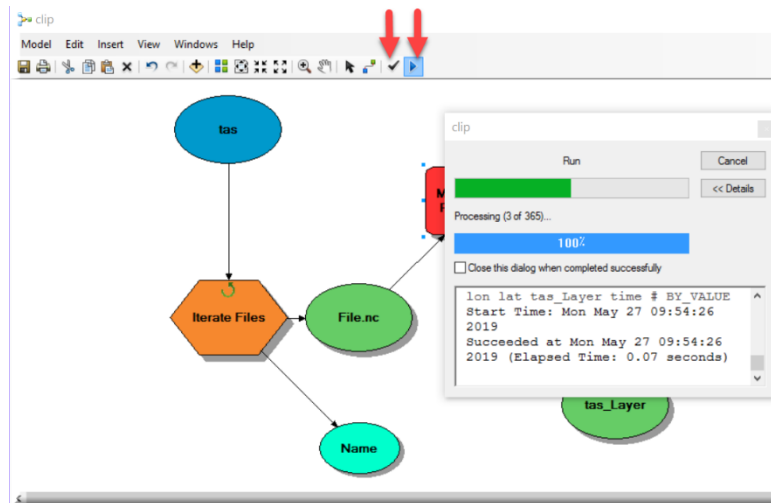 clip
Model Edit Insert View Windows Help
tas
clip
Run
Cancel
<< Details
Processing (3 of 365)...
100%
Close this dialog when completed successfully
lon lat tas_Layer time # BY_VALUE
Start Time: Mon May 27 09:54:26
2019
Succeeded at Mon May 27 09:54:26
2019 (Elapsed Time: 0.07 seconds)
Iterate Files
File.nc
tas_Layer
Name